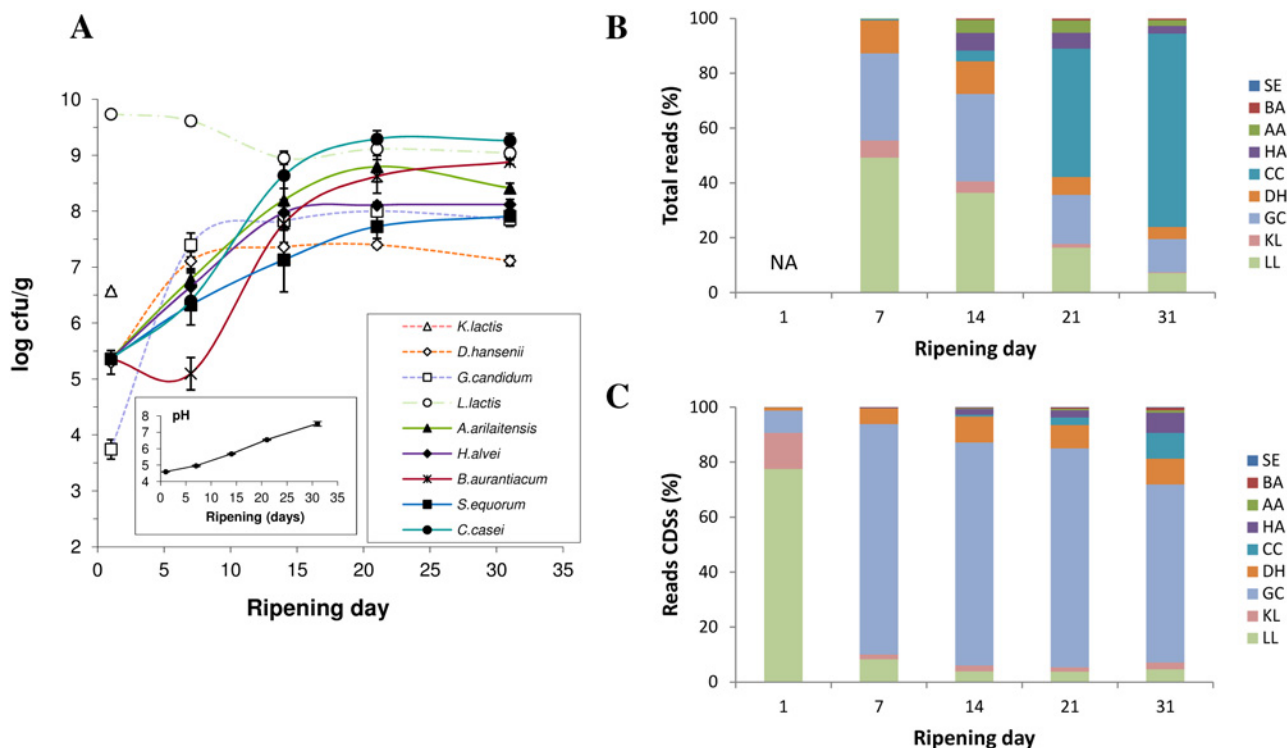 A
log cfu/g
10
9
8
7
6
5
4
3
2
0
5
10
15
20
25
30
35
Ripening day
K.lactis
D.hansenii
G.candidum
L.lactis
A.arilaitensis
H.alvei
B.aurantiacum
S.equorum
C.casei
pH
8
7
6
5
4
0 5 10 15 20 25 30 35
Ripening (days)
B
Total reads (%)
100
80
60
40
20
0
NA
1
7
14
21
31
Ripening day
SE
BA
AA
HA
CC
DH
GC
KL
LL
C
Reads CDSs (%)
100
80
60
40
20
0
1
7
14
21
31
Ripening day
SE
BA
AA
HA
CC
DH
GC
KL
LL